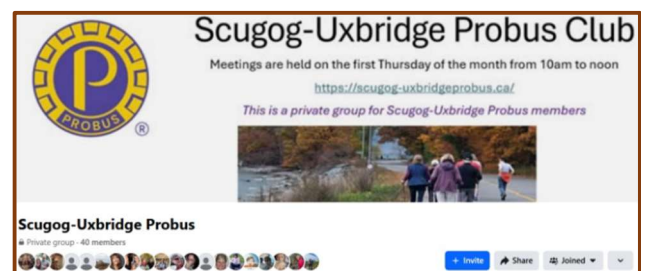 Scugog-Uxbridge Probus Club
Meetings are held on the first Thursday of the month from 10am to noon
https://scugog-uxbridgeprobus.ca/
This is a private group for Scugog-Uxbridge Probus members
P
PROBUS ®
Scugog-Uxbridge Probus
Private group · 40 members
+ Invite
Share
Joined